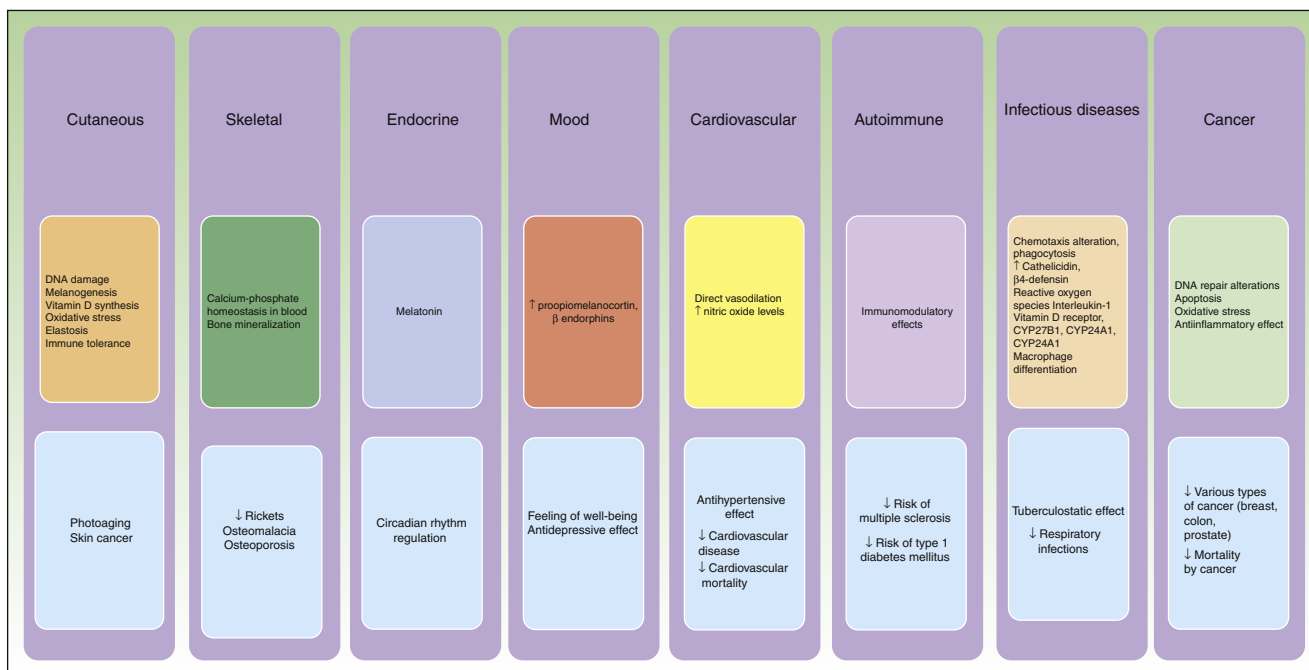 Cutaneous
DNA damage
Melanogenesis
Vitamin D synthesis
Oxidative stress
Elastosis
Immune tolerance
Photoaging
Skin cancer
Skeletal
Calcium-phosphate
homeostasis in blood
Bone mineralization
↓ Rickets
Osteomalacia
Osteoporosis
Endocrine
Melatonin
Circadian rhythm
regulation
Mood
↑ proopiomelanocortin,
β endorphins
Feeling of well-being
Antidepressive effect
Cardiovascular
Direct vasodilation
↑ nitric oxide levels
Antihypertensive
effect
↓ Cardiovascular
disease
↓ Cardiovascular
mortality
Autoimmune
Immunomodulatory
effects
↓ Risk of
multiple sclerosis
↓ Risk of type 1
diabetes mellitus
Infectious diseases
Chemotaxis alteration,
phagocytosis
↑ Cathelicidin,
β4-defensin
Reactive oxygen
species Interleukin-1
Vitamin D receptor,
CYP27B1, CYP24A1,
CYP24A1
Macrophage
differentiation
Tuberculostatic effect
↓ Respiratory
infections
Cancer
DNA repair alterations
Apoptosis
Oxidative stress
Antiinflammatory effect
↓ Various types
of cancer (breast,
colon,
prostate)
↓ Mortality
by cancer